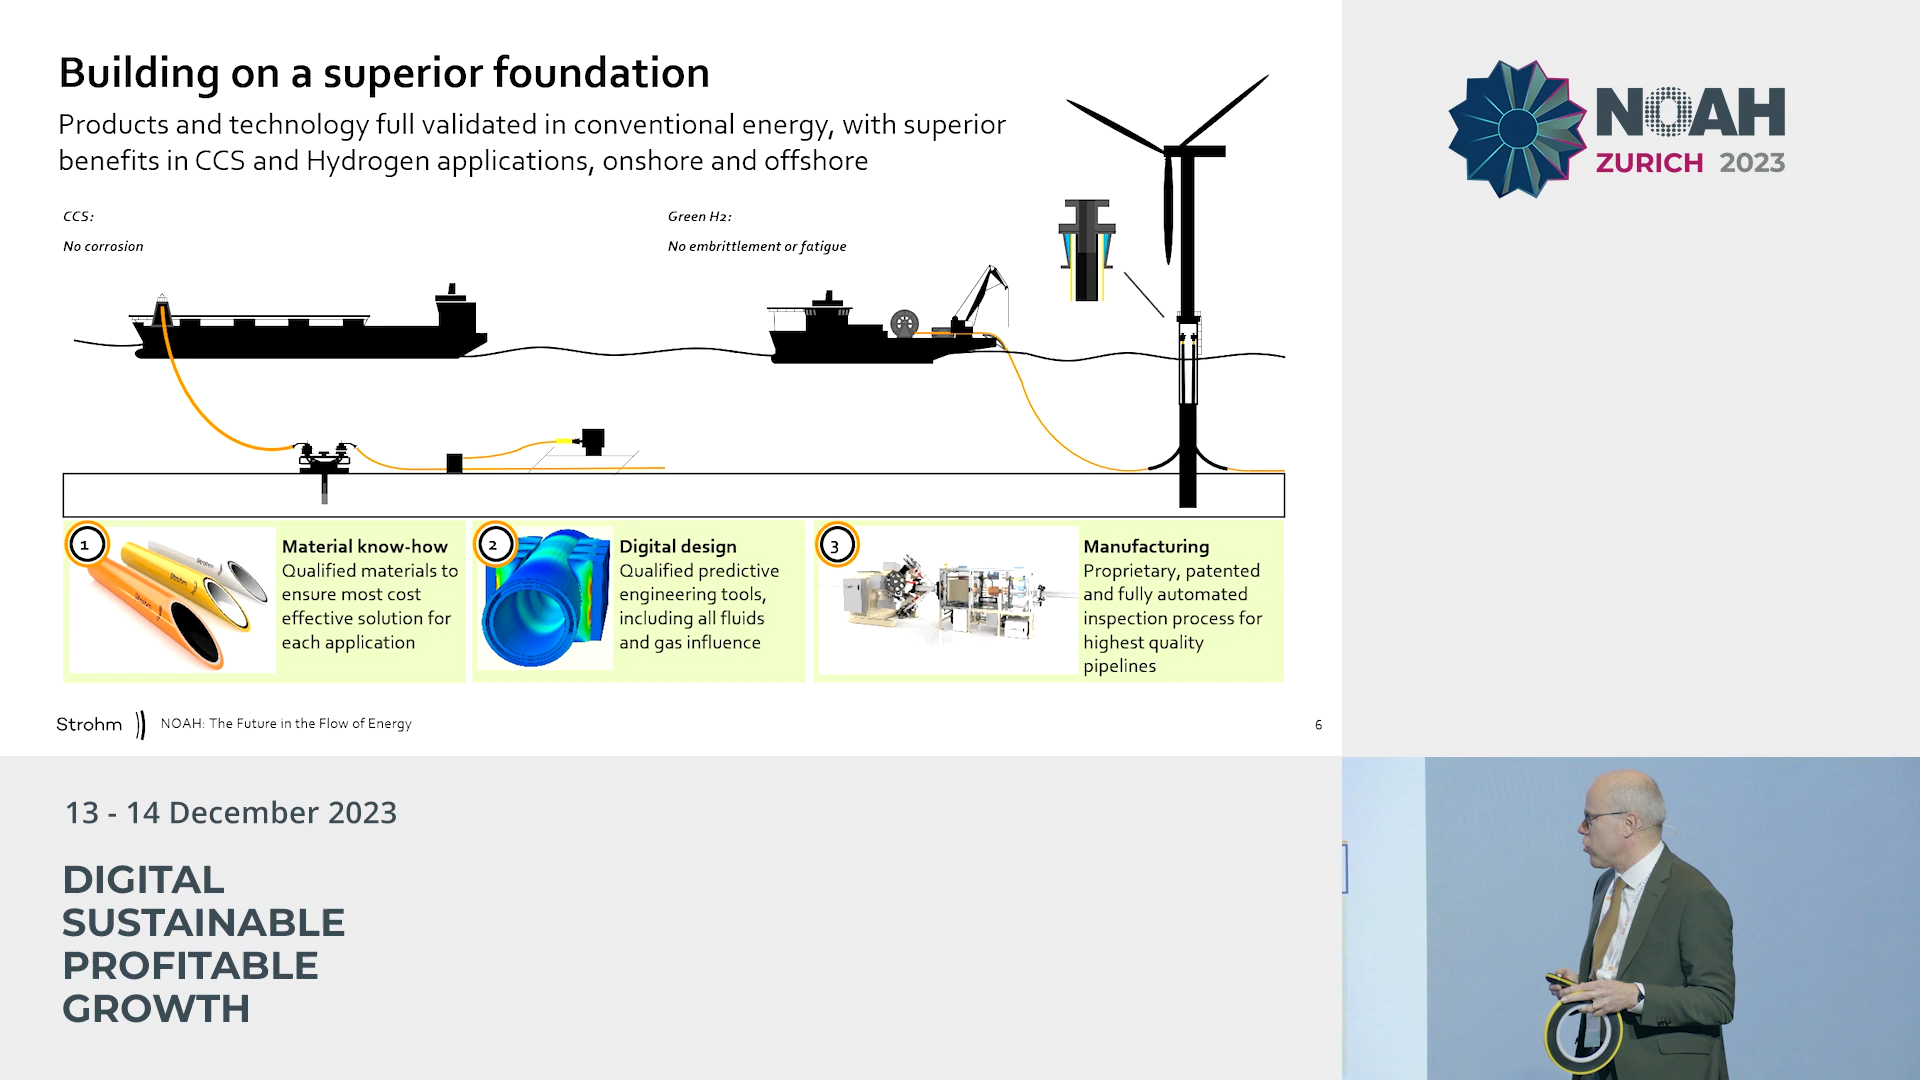 Building on a superior foundation
Products and technology full validated in conventional energy, with superior
benefits in CCS and Hydrogen applications, onshore and offshore
CCS:
No corrosion
Green H2:
No embrittlement or fatigue
1
Material know-how
Qualified materials to
ensure most cost
effective solution for
each application
2
Digital design
Qualified predictive
engineering tools,
including all fluids
and gas influence
3
Manufacturing
Proprietary, patented
and fully automated
inspection process for
highest quality
pipelines
Strohm
NOAH: The Future in the Flow of Energy
6
NOAH
ZURICH 2023
13 - 14 December 2023
DIGITAL
SUSTAINABLE
PROFITABLE
GROWTH